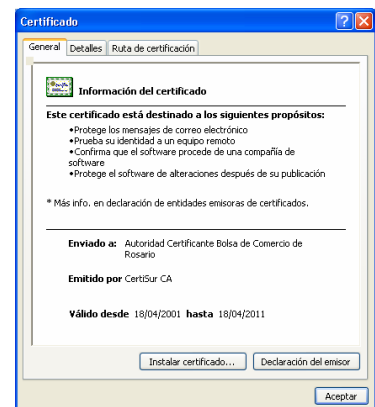 Certificado
General Detalles Ruta de certificación
Información del certificado
Este certificado está destinado a los siguientes propósitos:
•Protege los mensajes de correo electrónico
•Prueba su identidad a un equipo remoto
•Confirma que el software procede de una compañía de
software
•Protege el software de alteraciones después de su publicación
* Más info. en declaración de entidades emisoras de certificados.
Enviado a: Autoridad Certificante Bolsa de Comercio de
Rosario
Emitido por CertiSur CA
Válido desde 18/04/2001 hasta 18/04/2011
Instalar certificado... Declaración del emisor
Aceptar